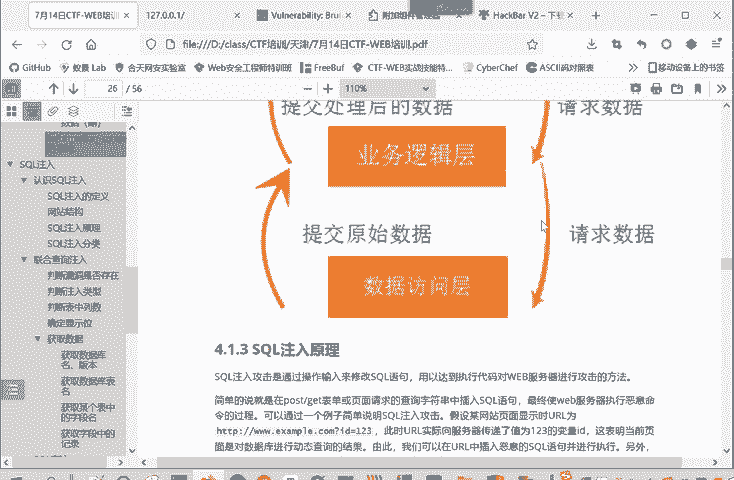 7月14日CTF-WEB培训
127.0.0.1/
Vulnerability: Bru
附加组件管理器
HackBar V2 – 下载
file:///D:/class/CTF培训/天津/7月14日CTF-WEB培训.pdf
GitHub
蚁景 Lab
合天网安实验室
Web安全工程师特训班
FreeBuf
CTF-WEB实战技能特...
CyberChef
ASCII码对照表
移动设备上的书签
26 / 56
110%
SQL注入
认识SQL注入
SQL注入的定义
网站结构
SQL注入原理
SQL注入分类
联合查询注入
判断漏洞是否存在
判断注入类型
判断表中列数
确定显示位
获取数据
获取数据库
名、版本
获取数据库表
名
获取某个表中
的字段名
获取字段中的
记录
提交处理后的数据
请求数据
业务逻辑层
提交原始数据
请求数据
数据访问层
4.1.3 SQL注入原理
SQL注入攻击是通过操作输入来修改SQL语句，用以达到执行代码对WEB服务器进行攻击的方法。
简单的说就是在post/get表单或页面请求的查询字符串中插入SQL语句，最终使web服务器执行恶意命
令的过程。可以通过一个例子简单说明SQL注入攻击。假设某网站页面显示时URL为
http://www.example.com?id=123，此时URL实际向服务器传递了值为123的变量id，这表明当前页
面是对数据库进行动态查询的结果。由此，我们可以在URL中插入恶意的SQL语句并进行执行。另外，